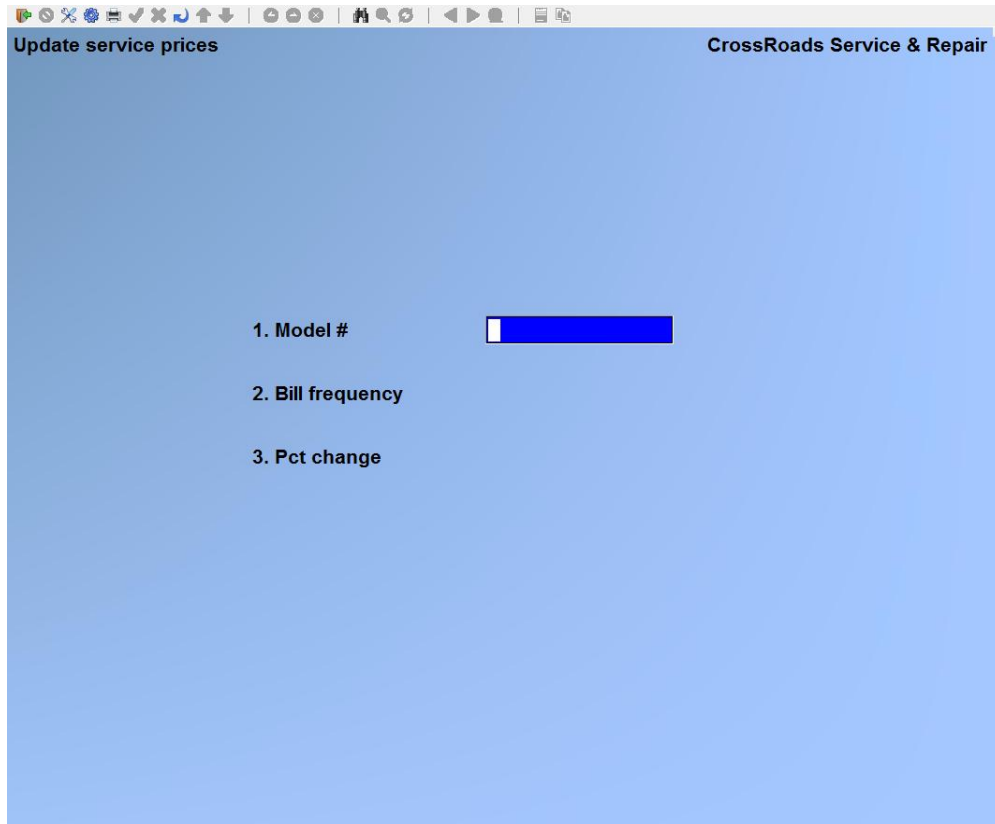 Update service prices
CrossRoads Service & Repair
1. Model #
2. Bill frequency
3. Pct change